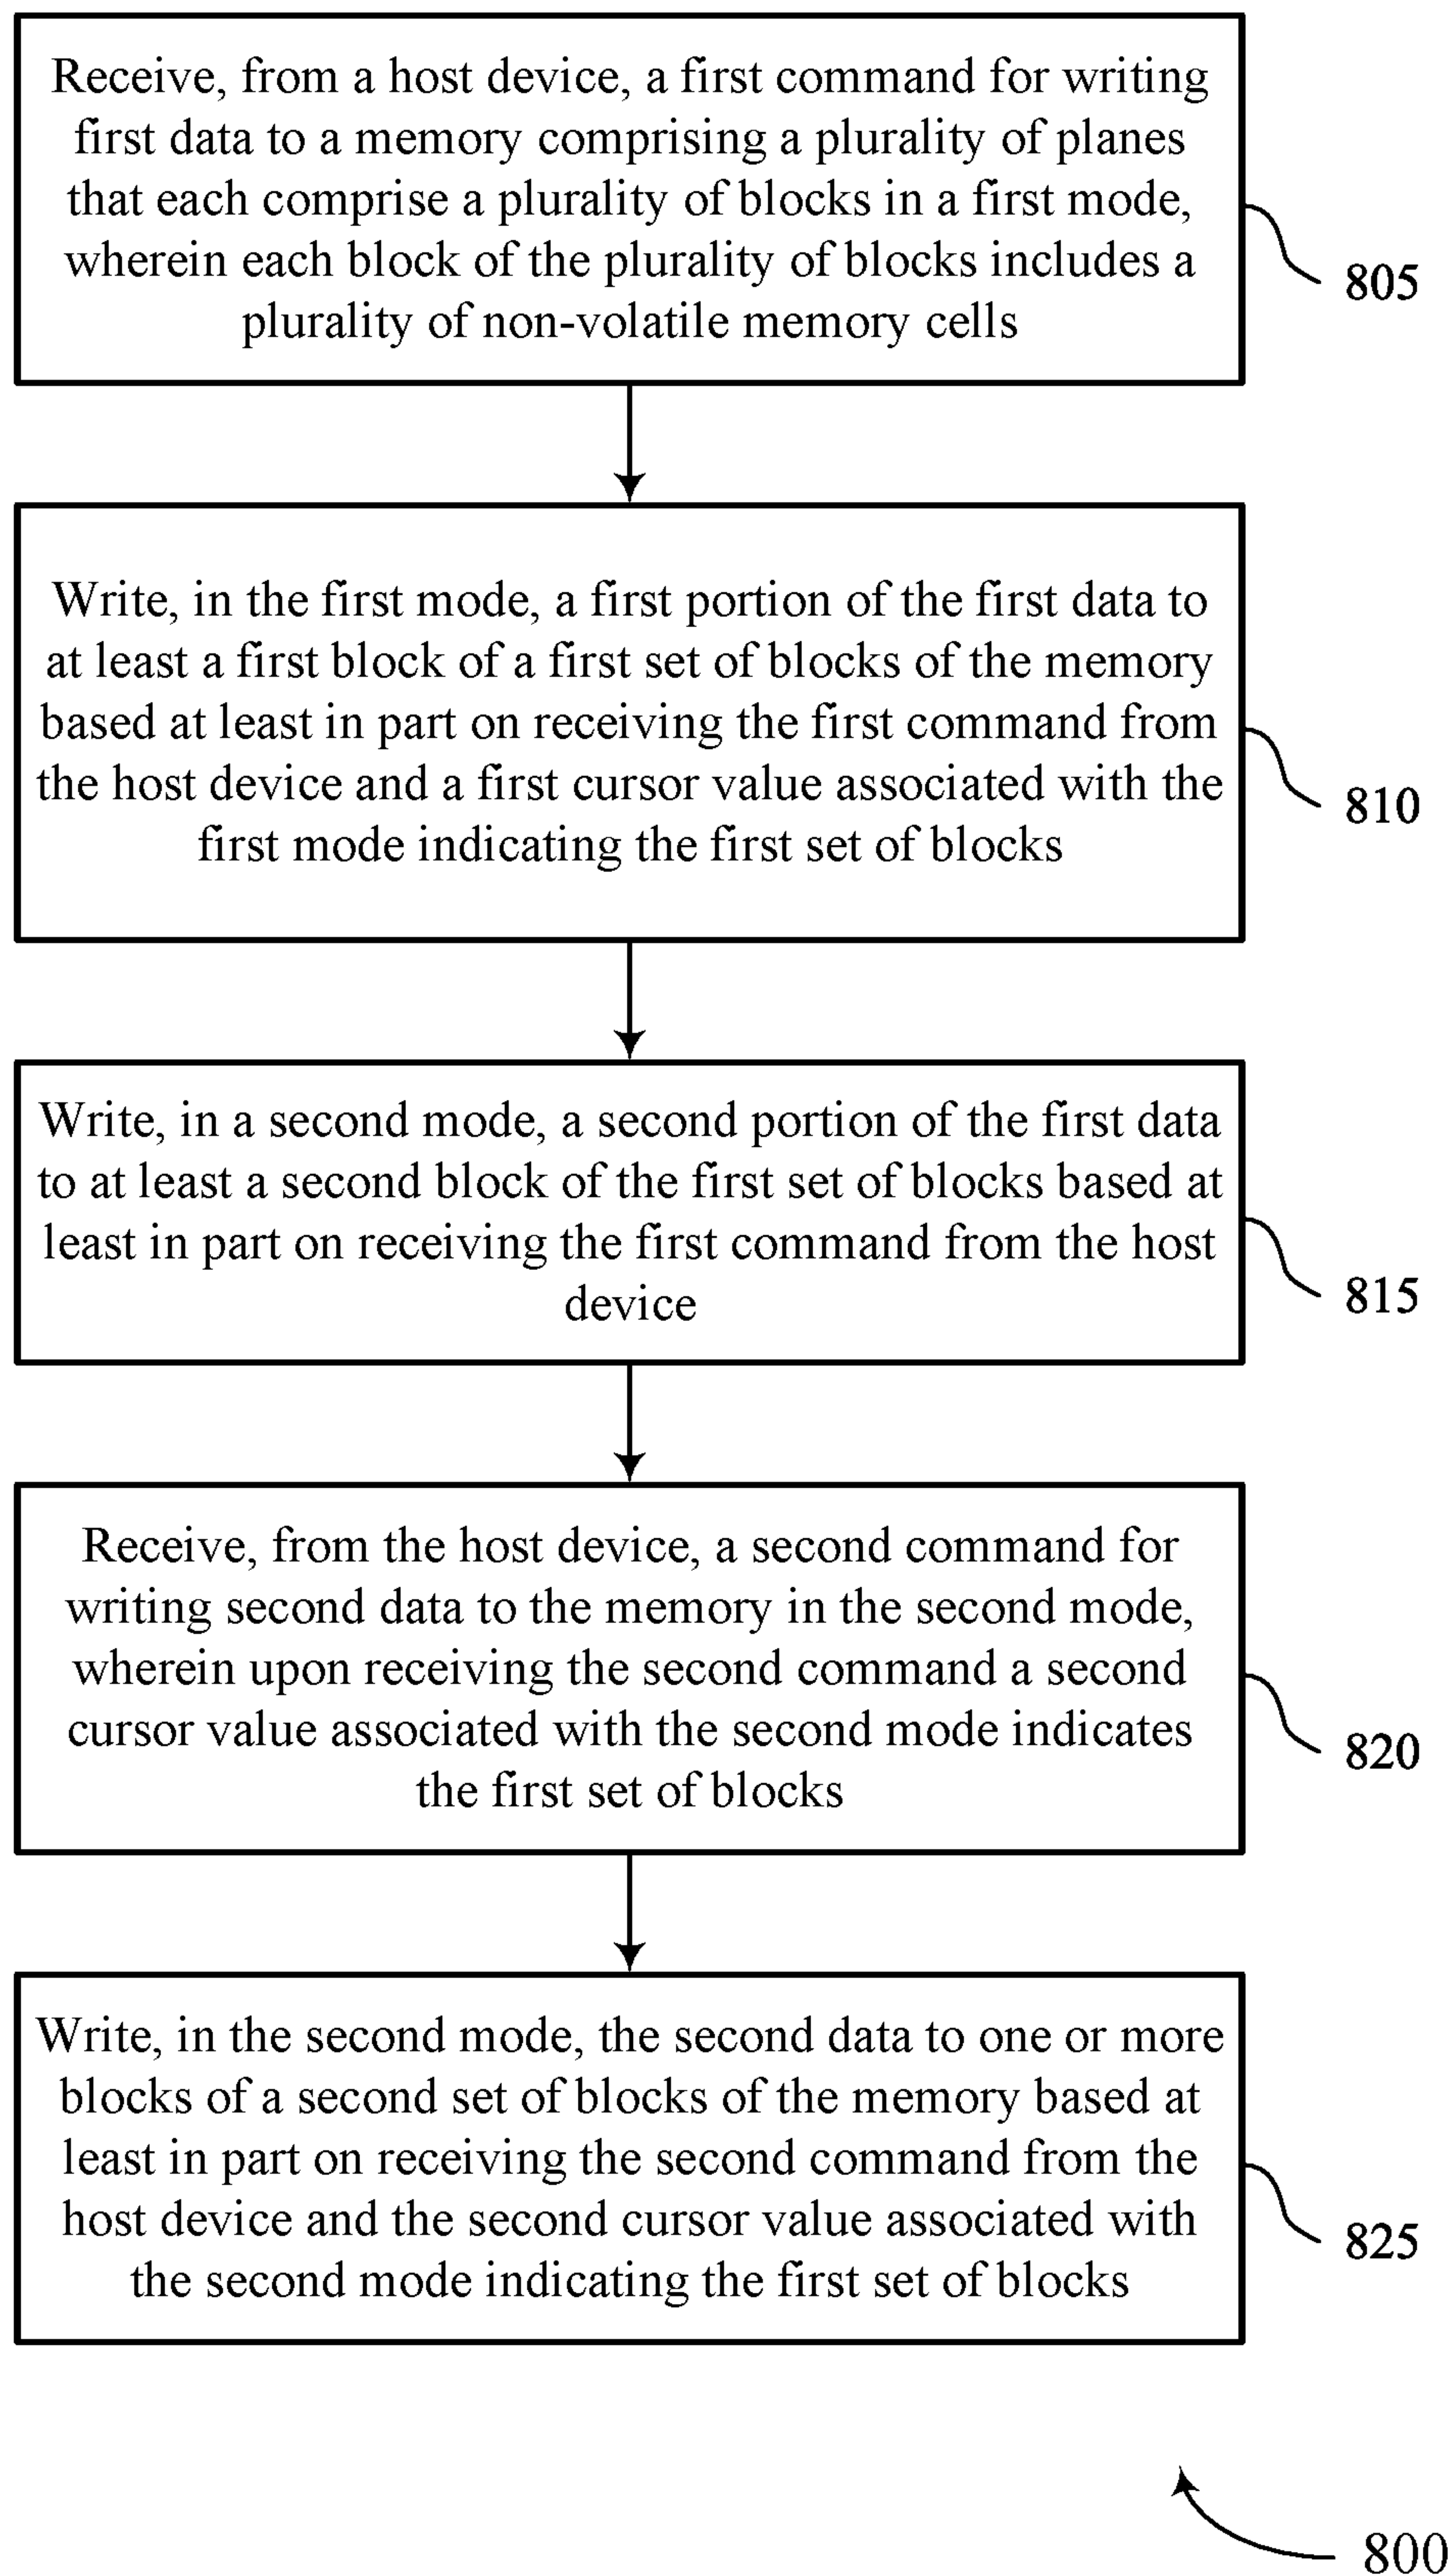 Receive, from a host device, a first command for writing
first data to a memory comprising a plurality of planes
that each comprise a plurality of blocks in a first mode,
wherein each block of the plurality of blocks includes a
plurality of non-volatile memory cells
805
Write, in the first mode, a first portion of the first data to
at least a first block of a first set of blocks of the memory
based at least in part on receiving the first command from
the host device and a first cursor value associated with the
first mode indicating the first set of blocks
810
Write, in a second mode, a second portion of the first data
to at least a second block of the first set of blocks based at
least in part on receiving the first command from the host
device
815
Receive, from the host device, a second command for
writing second data to the memory in the second mode,
wherein upon receiving the second command a second
cursor value associated with the second mode indicates
the first set of blocks
820
Write, in the second mode, the second data to one or more
blocks of a second set of blocks of the memory based at
least in part on receiving the second command from the
host device and the second cursor value associated with
the second mode indicating the first set of blocks
825
800